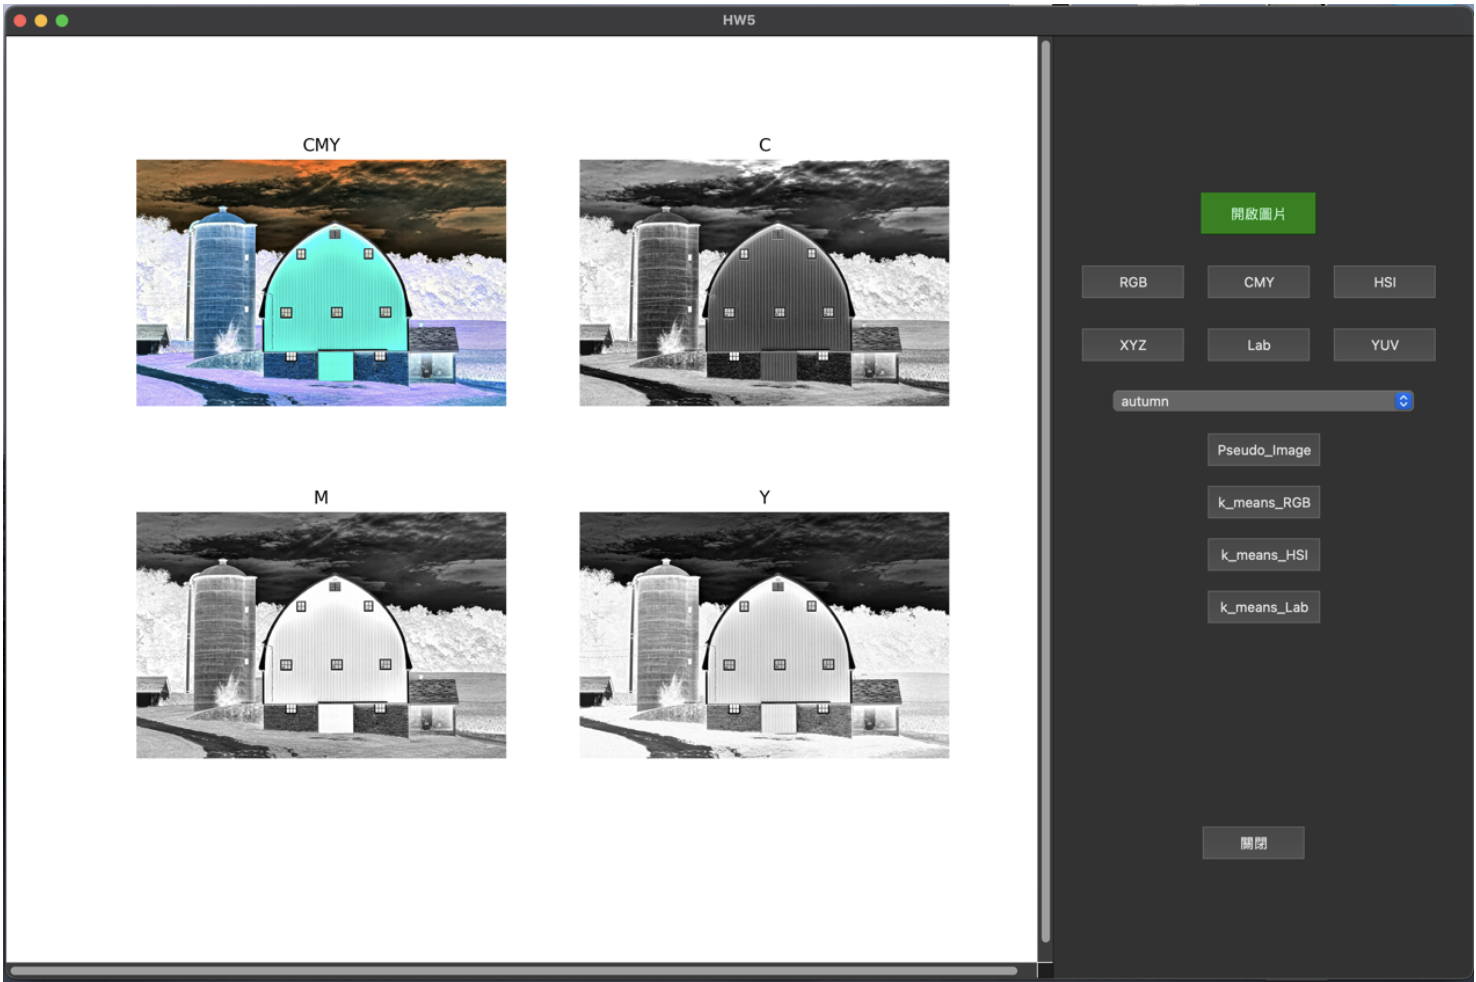 HW5
CMY
C
M
Y
開啟圖片
RGB
CMY
HSI
XYZ
Lab
YUV
autumn
Pseudo_Image
k_means_RGB
k_means_HSI
k_means_Lab
關閉